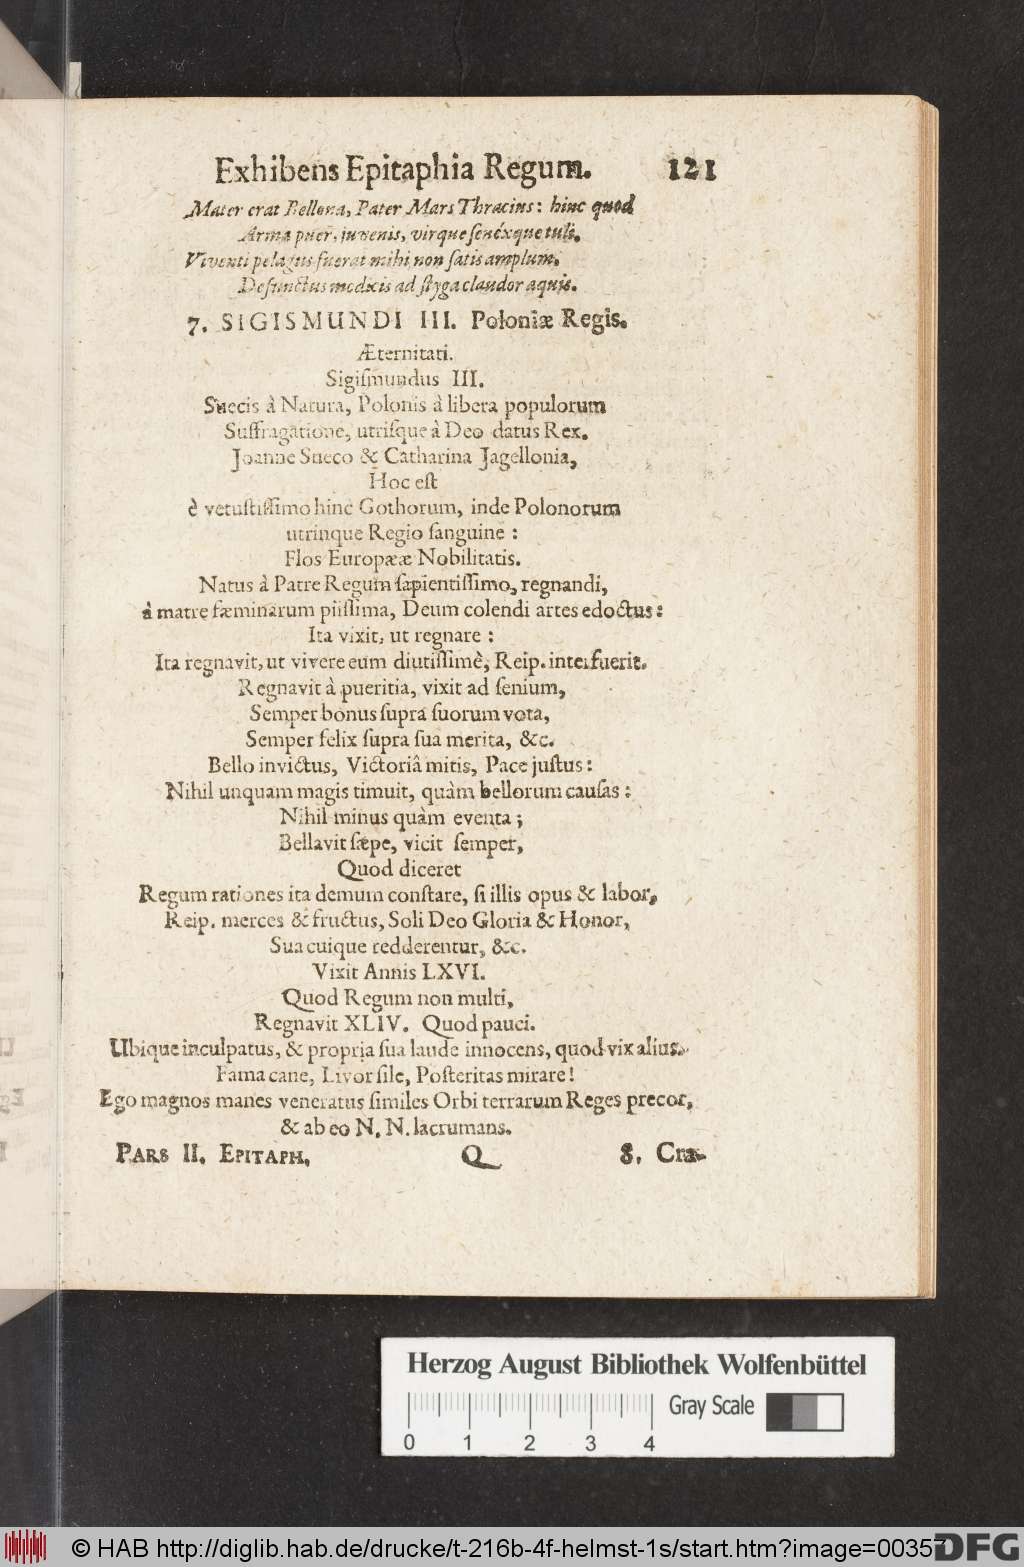 Exhibens Epitaphia Regum. 121
Mater erat Bellona, Pater Mars Thracius: hinc quod
Arma puer, juvenis, virque senéxque tuli.
Viventi pelagus fuerat mihi non satis amplum,
Defunctus modicis ad styga claudor aquis.
7. SIGISMUNDI III. Poloniæ Regis.
Æternitati.
Sigiſmundus III.
Suecis à Natura, Polonis à libera populorum
Suffragatione, utriſque à Deo datus Rex.
Joanne Sueco & Catharina Jagellonia,
Hoc eſt
è vetuſtiſſimo hinc Gothorum, inde Polonorum
utrinque Regio ſanguine :
Flos Europææ Nobilitatis.
Natus à Patre Regum ſapientiſſimo, regnandi,
à matre fæminarum piiſſima, Deum colendi artes edoctus :
Ita vixit, ut regnare :
Ita regnavit, ut vivere eum diutiſſimè, Reip. interfuerit.
Regnavit à pueritia, vixit ad ſenium,
Semper bonus ſupra ſuorum vota,
Semper felix ſupra ſua merita, &c.
Bello invictus, Victoriâ mitis, Pace juſtus :
Nihil unquam magis timuit, quàm bellorum cauſas :
Nihil minus quàm eventa ;
Bellavit ſæpe, vicit ſemper,
Quod diceret
Regum rationes ita demum conſtare, ſi illis opus & labor,
Reip. merces & fructus, Soli Deo Gloria & Honor,
Sua cuique redderentur, &c.
Vixit Annis LXVI.
Quod Regum non multi,
Regnavit XLIV. Quod pauci.
Ubique inculpatus, & propria ſua laude innocens, quod vix alius.
Fama cane, Livor ſile, Poſteritas mirare!
Ego magnos manes veneratus ſimiles Orbi terrarum Reges precor,
& ab eo N. N. lacrumans.
PARS II. EPITAPH. Q 8. Cra-
Herzog August Bibliothek Wolfenbüttel
Gray Scale
0 1 2 3 4
© HAB http://diglib.hab.de/drucke/t-216b-4f-helmst-1s/start.htm?image=00357
DFG